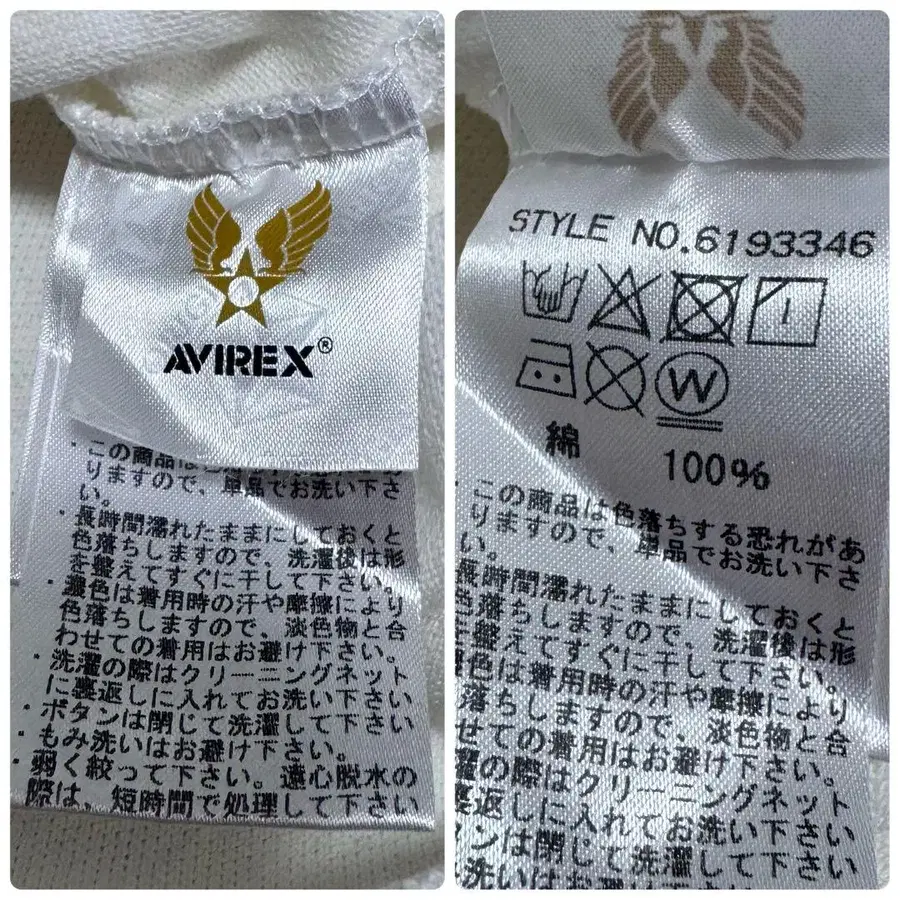 AVIREX®
・この商品は
りますので、単品でお洗い下さ
い。
・長時間濡れたままにしておくと
色落ちしますので、洗濯後は形
を整えてすぐに干して下さい。
・濃色は着用時の汗や摩擦により
色落ちしますので、淡色物と合
わせての着用はお避け下さい。
・洗濯の際はクリーニングネット
に裏返しに入れてお洗い下さい
・ボタンは閉じて洗濯して下さい
・もみ洗いはお避け下さい。
・弱く絞って下さい。遠心脱水の
際は、短時間で処理して下さい
STYLE NO.6193346
W
綿 100%
・この商品は色落ちする恐れがあ
りますので、単品でお洗い下さ
い。
長時間濡れたままにしておくと
色落ちしますので、洗濯後は形
を整えてすぐに干して下さい。
濃色は着用時の汗や摩擦により
落ちしますので、淡色物と合
せての着用はお避け下さい。
濯の際はクリーニングネット
裏返しに入れてお洗い下さい
タンは閉じて洗濯して下さい
洗いはお避け下さい